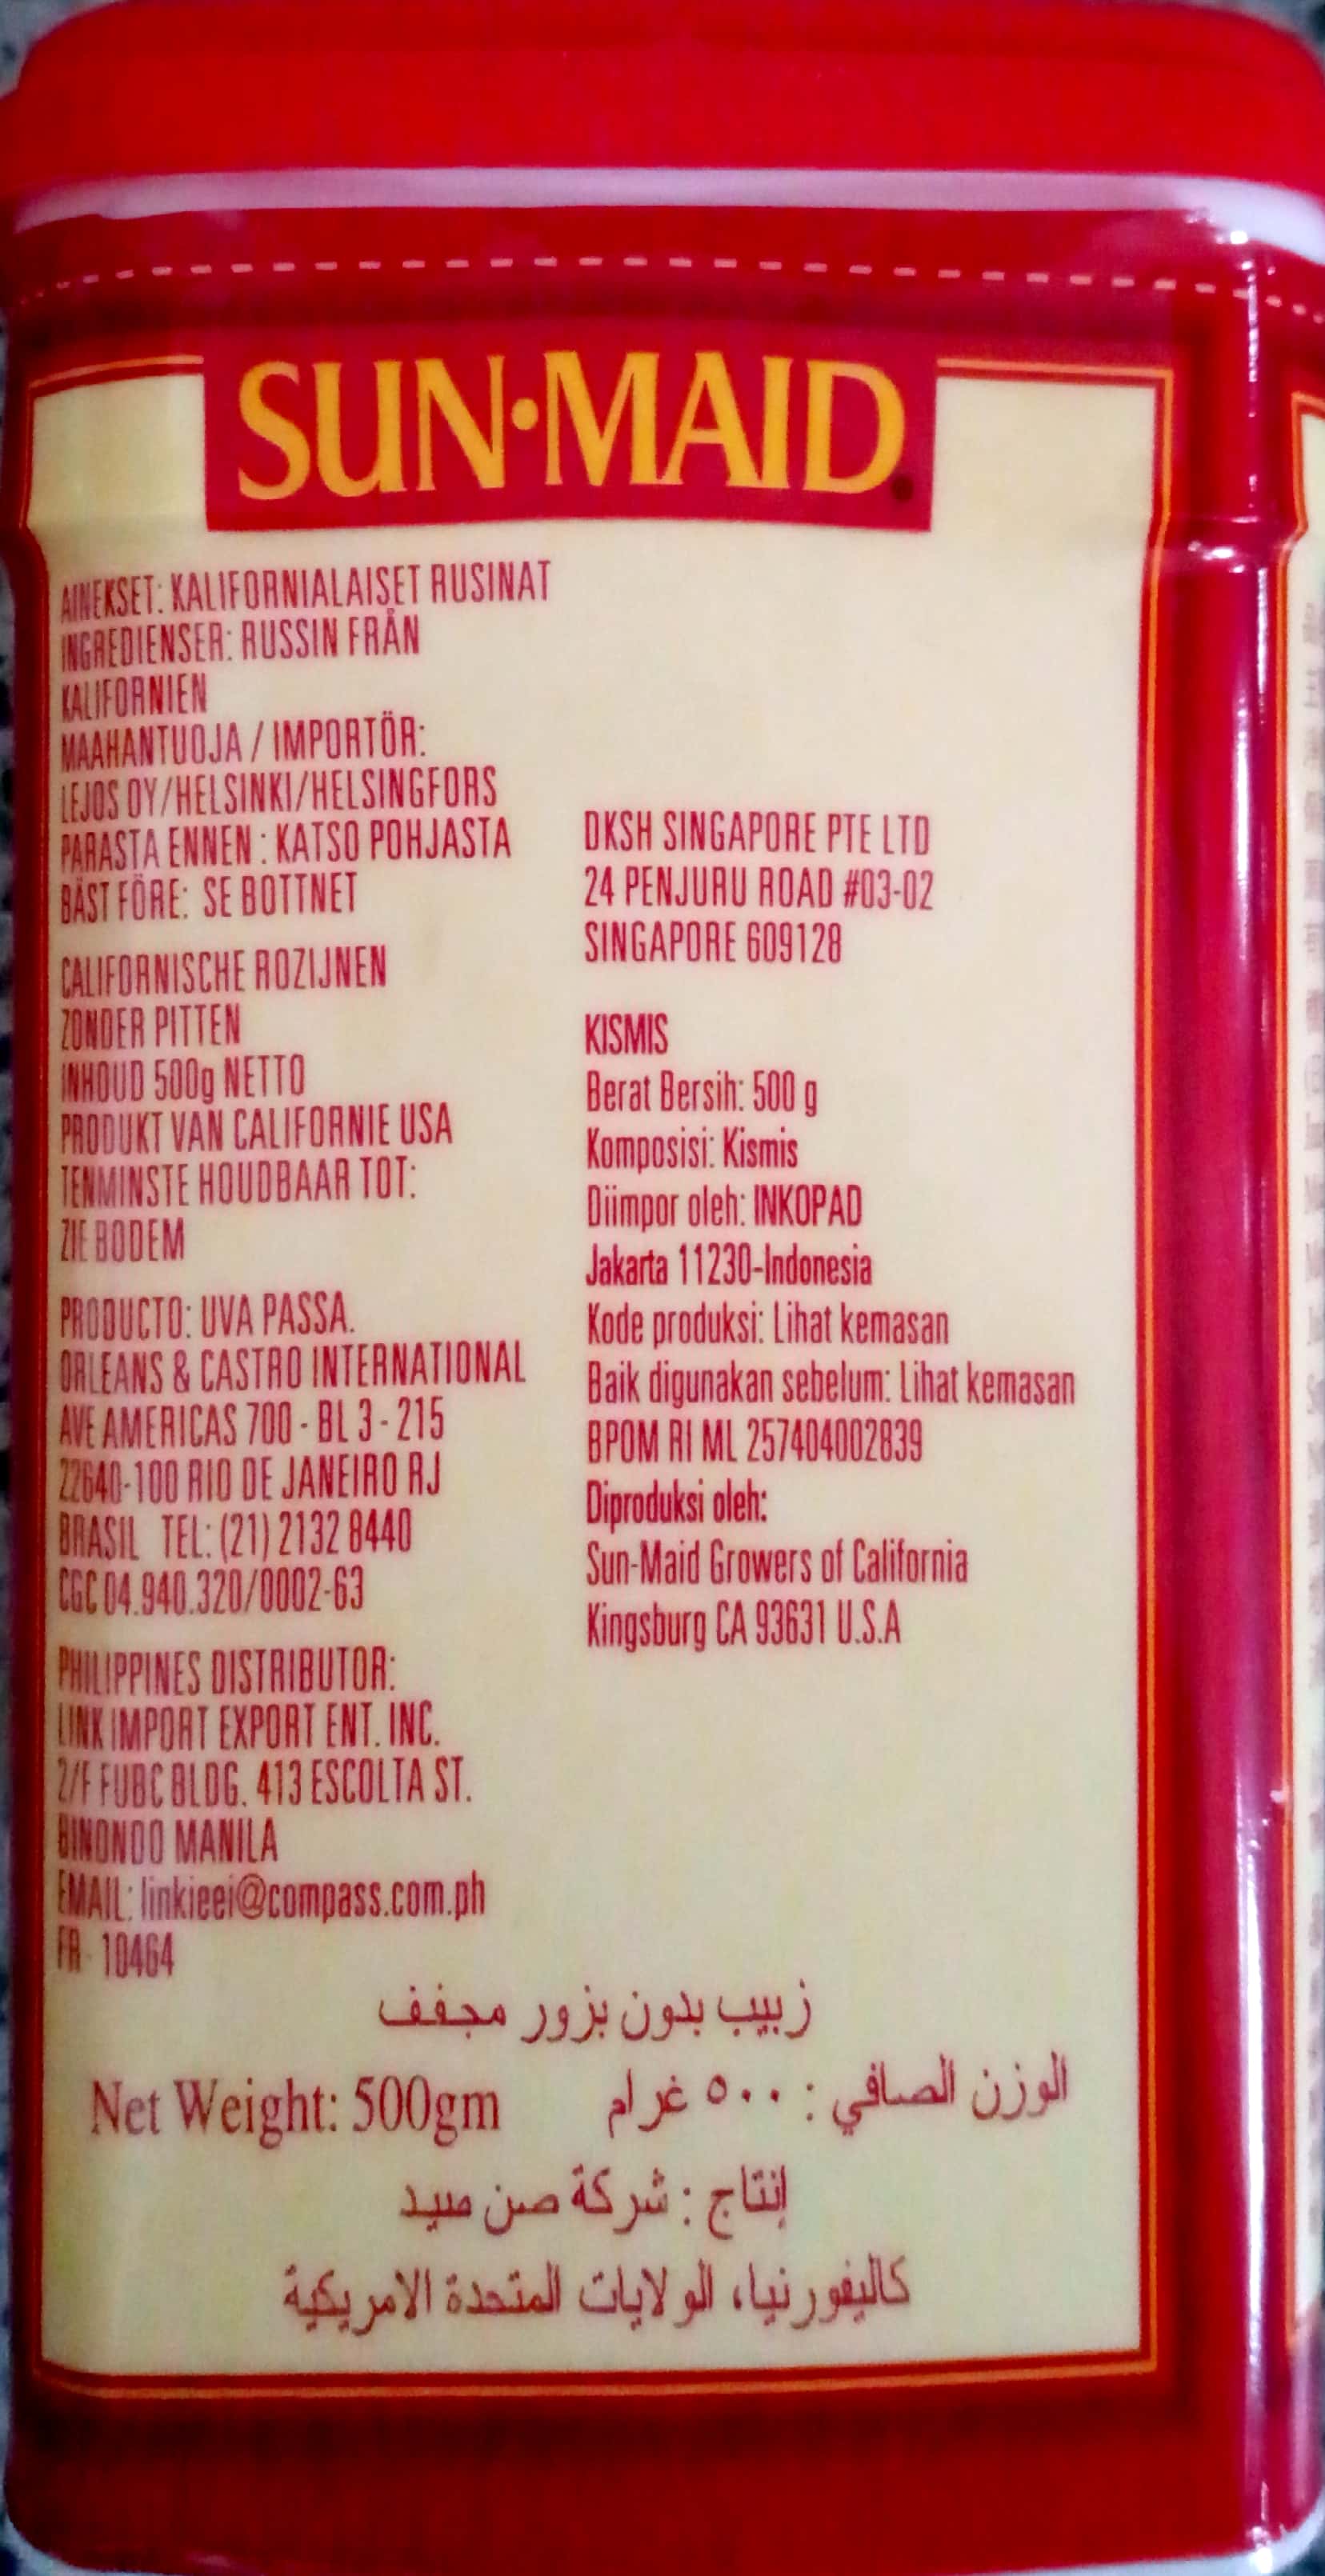 SUN•MAID
AINEKSET: KALIFORNIALAISET RUSINAT
INGREDIENSER: RUSSIN FRÅN
KALIFORNIEN
MAAHANTUOJA / IMPORTÖR:
LEJOS OY/HELSINKI/HELSINGFORS
PARASTA ENNEN : KATSO POHJASTA
BÄST FÖRE: SE BOTTNET
CALIFORNISCHE ROZIJNEN
ZONDER PITTEN
INHOUD 500g NETTO
PRODUKT VAN CALIFORNIE USA
TENMINSTE HOUDBAAR TOT:
ZIE BODEM
PRODUCTO: UVA PASSA.
ORLEANS & CASTRO INTERNATIONAL
AVE AMERICAS 700 - BL 3 - 215
22640-100 RIO DE JANEIRO RJ
BRASIL TEL: (21) 2132 8440
CGC 04.940.320/0002-63
PHILIPPINES DISTRIBUTOR:
LINK IMPORT EXPORT ENT. INC.
2/F FUBC BLDG. 413 ESCOLTA ST.
BINONDO MANILA
EMAIL: linkieei@compass.com.ph
FR - 10464
DKSH SINGAPORE PTE LTD
24 PENJURU ROAD #03-02
SINGAPORE 609128
KISMIS
Berat Bersih: 500 g
Komposisi: Kismis
Diimpor oleh: INKOPAD
Jakarta 11230-Indonesia
Kode produksi: Lihat kemasan
Baik digunakan sebelum: Lihat kemasan
BPOM RI ML 257404002839
Diproduksi oleh:
Sun-Maid Growers of California
Kingsburg CA 93631 U.S.A
زبيب بدون بزور مجفف
Net Weight: 500gm الوزن الصافي : ٥٠٠ غرام
إنتاج : شركة صن ميد
كاليفورنيا، الولايات المتحدة الامريكية